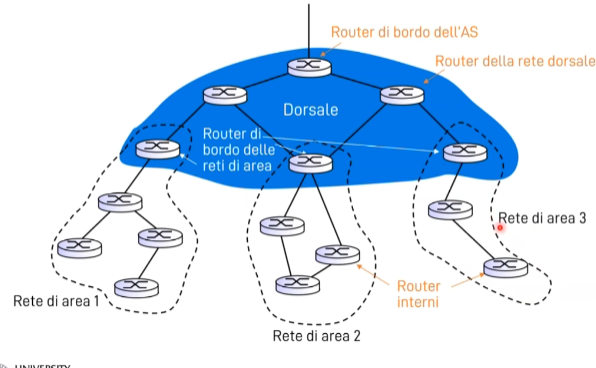 Router di bordo dell'AS
Router della rete dorsale
Dorsale
Router di
bordo delle
reti di area
Rete di area 3
Router
interni
Rete di area 1
Rete di area 2
UNIVERSITY